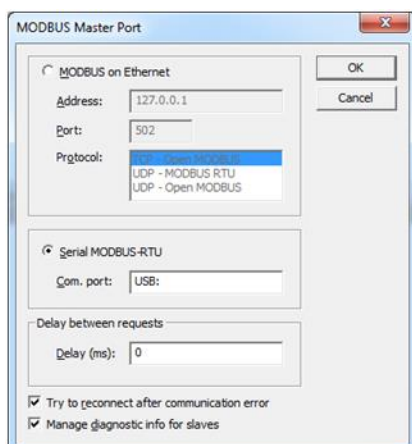 MODBUS Master Port
x
MODBUS on Ethernet
OK
Address: 127.0.0.1
Cancel
Port: 502
Protocol: TCP - Open MODBUS
UDP - MODBUS RTU
UDP - Open MODBUS
Serial MODBUS-RTU
Com. port: USB:
Delay between requests
Delay (ms): 0
Try to reconnect after communication error
Manage diagnostic info for slaves